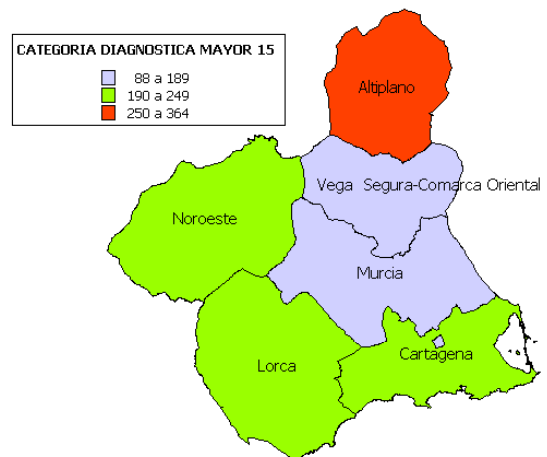 CATEGORIA DIAGNOSTICA MAYOR 15
88 a 189
190 a 249
250 a 364
Altiplano
Vega Segura-Comarca Oriental
Noroeste
Murcia
Cartagena
Lorca